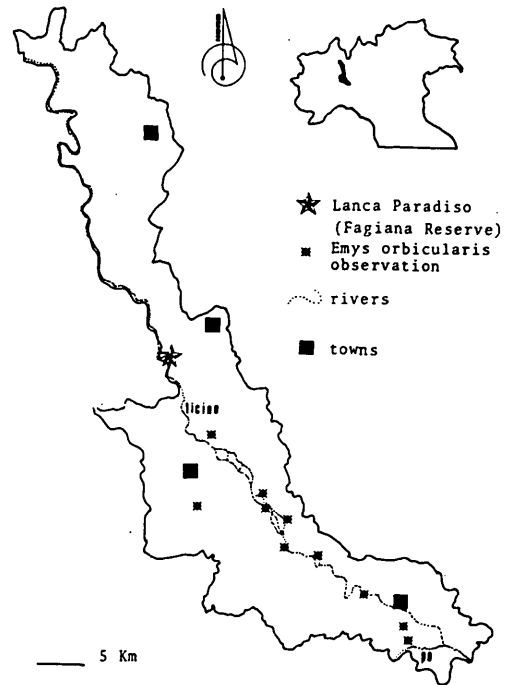 Lanca Paradiso
(Fagiana Reserve)
Emys orbicularis
observation
rivers
towns
ticino
po
5 Km